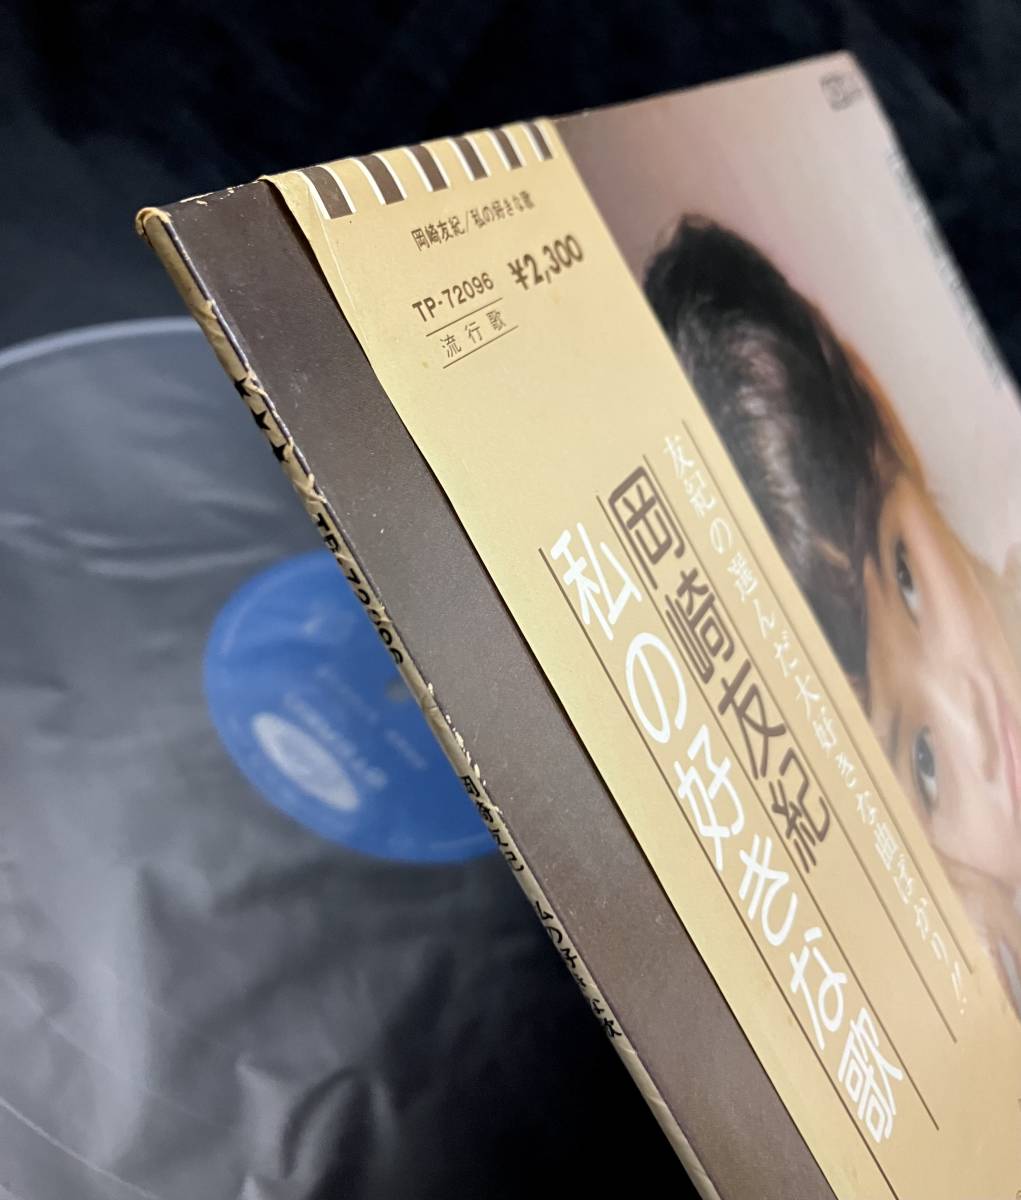 岡崎友紀/私の好きな歌
TP-72096 ¥2,300
流行歌
友紀の選んだ大好きな曲ばかり!!
岡崎友紀
私の好きな歌
TP-72096